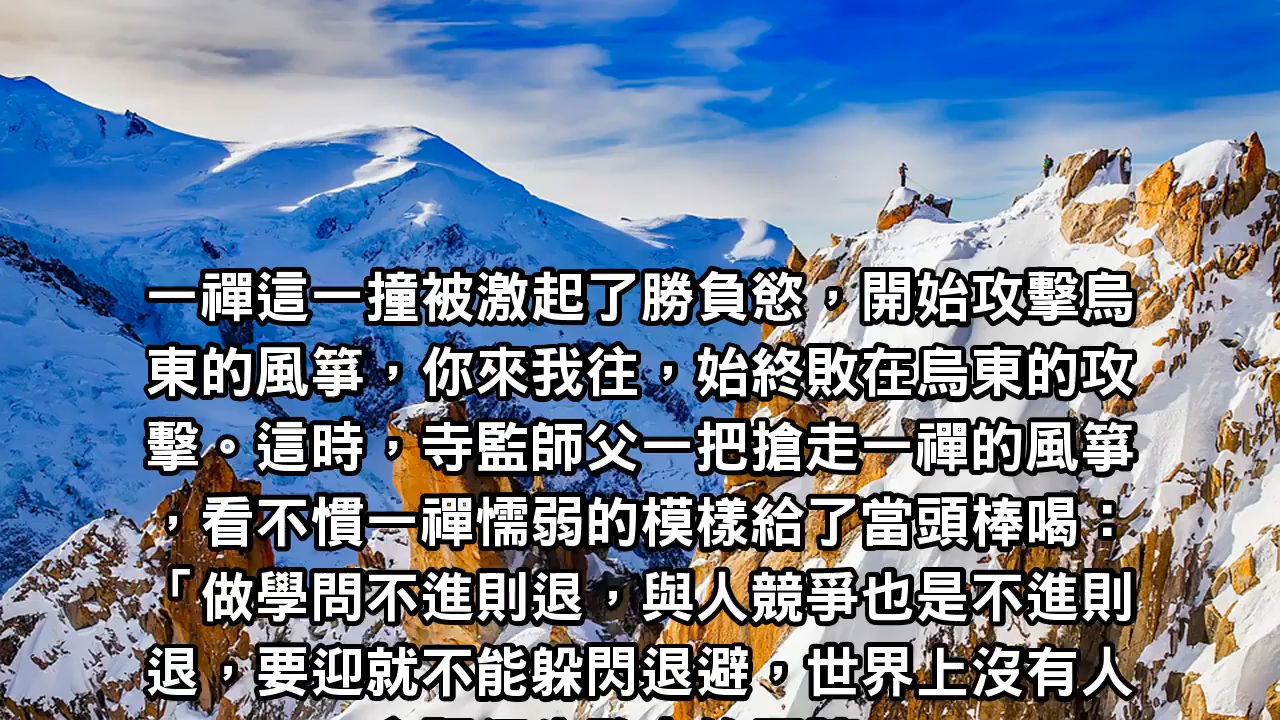 一禪這一撞被激起了勝負慾，開始攻擊烏
東的風箏，你來我往，始終敗在烏東的攻
擊。這時，寺監師父一把搶走一禪的風箏
，看不慣一禪懦弱的模樣給了當頭棒喝：
「做學問不進則退，與人競爭也是不進則
退，要迎就不能躲閃退避，世界上沒有人